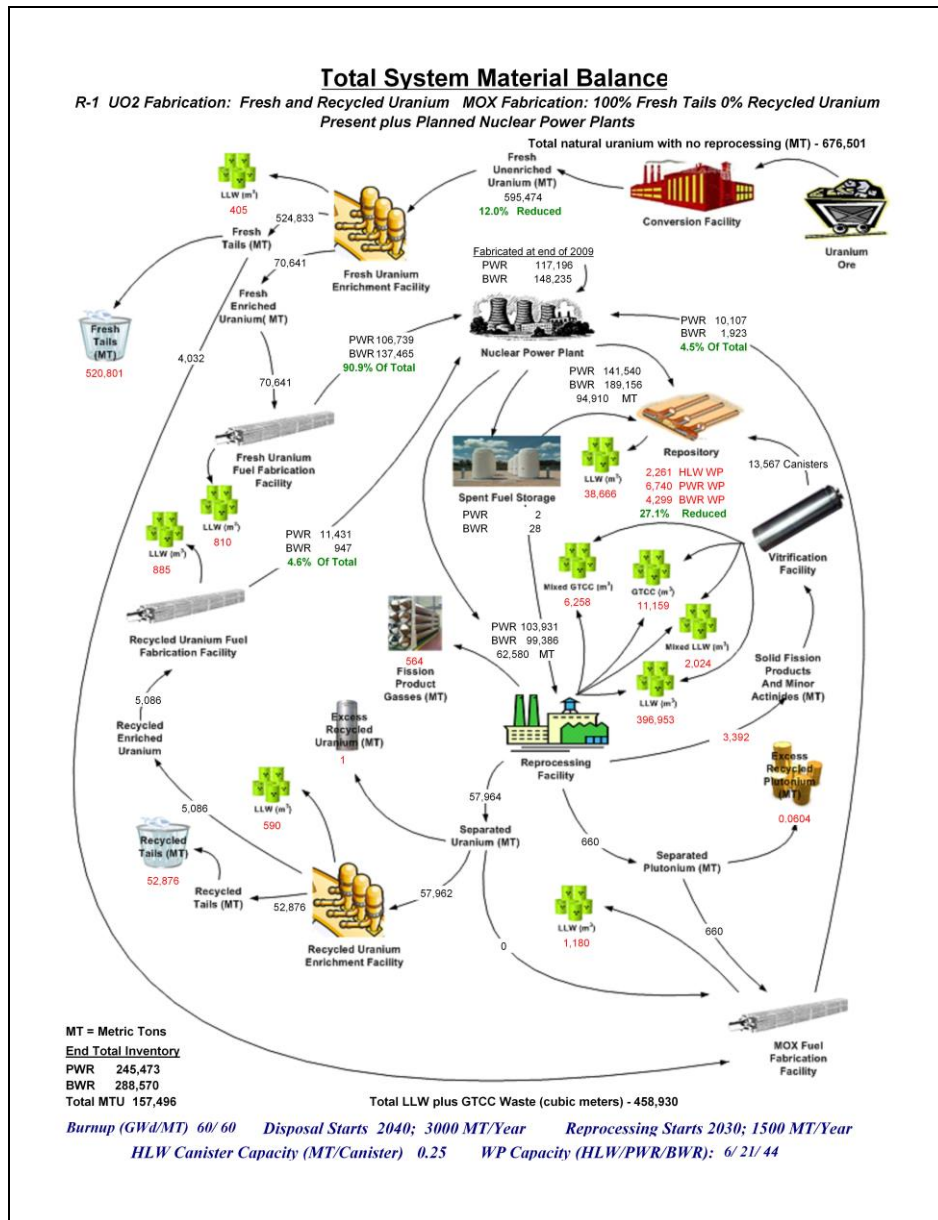 Total System Material Balance
R-1 UO2 Fabrication: Fresh and Recycled Uranium MOX Fabrication: 100% Fresh Tails 0% Recycled Uranium
Present plus Planned Nuclear Power Plants
Total natural uranium with no reprocessing (MT) - 676,501
Fresh
Unenriched
Uranium (MT)
595,474
12.0% Reduced
Conversion Facility
Uranium
Ore
LLW (m³)
405
524,833
Fresh
Tails (MT)
70,641
Fresh Uranium
Enrichment Facility
Fresh
Enriched
Uranium( MT)
Fresh
Tails
(MT)
520,801
4,032
70,641
Fabricated at end of 2009
PWR 117,196
BWR 148,235
Nuclear Power Plant
PWR 106,739
BWR 137,465
90.9% Of Total
PWR 10,107
BWR 1,923
4.5% Of Total
PWR 141,540
BWR 189,156
94,910 MT
Repository
2,261 HLW WP
6,740 PWR WP
4,299 BWR WP
27.1% Reduced
LLW (m³)
38,666
13,567 Canisters
Fresh Uranium
Fuel Fabrication
Facility
LLW (m³)
810
Spent Fuel Storage
PWR 2
BWR 28
Vitrification
Facility
LLW (m³)
885
PWR 11,431
BWR 947
4.6% Of Total
Recycled Uranium Fuel
Fabrication Facility
Mixed GTCC (m³)
6,258
GTCC (m³)
11,159
Mixed LLW (m³)
2,024
LLW (m³)
396,953
PWR 103,931
BWR 99,386
62,580 MT
564
Fission
Product
Gasses (MT)
Solid Fission
Products
And Minor
Actinides (MT)
3,392
5,086
Recycled
Enriched
Uranium
Excess
Recycled
Uranium (MT)
1
Reprocessing
Facility
Excess
Recycled
Plutonium
(MT)
0.0604
5,086
LLW (m³)
590
57,964
Separated
Uranium (MT)
660
Separated
Plutonium (MT)
Recycled
Tails (MT)
52,876
Recycled
Tails (MT)
52,876
57,962
Recycled Uranium
Enrichment Facility
0
LLW (m³)
1,180
660
MOX Fuel
Fabrication
Facility
MT = Metric Tons
End Total Inventory
PWR 245,473
BWR 288,570
Total MTU 157,496
Total LLW plus GTCC Waste (cubic meters) - 458,930
Burnup (GWd/MT) 60/ 60 Disposal Starts 2040; 3000 MT/Year Reprocessing Starts 2030; 1500 MT/Year
HLW Canister Capacity (MT/Canister) 0.25 WP Capacity (HLW/PWR/BWR): 6/ 21/ 44